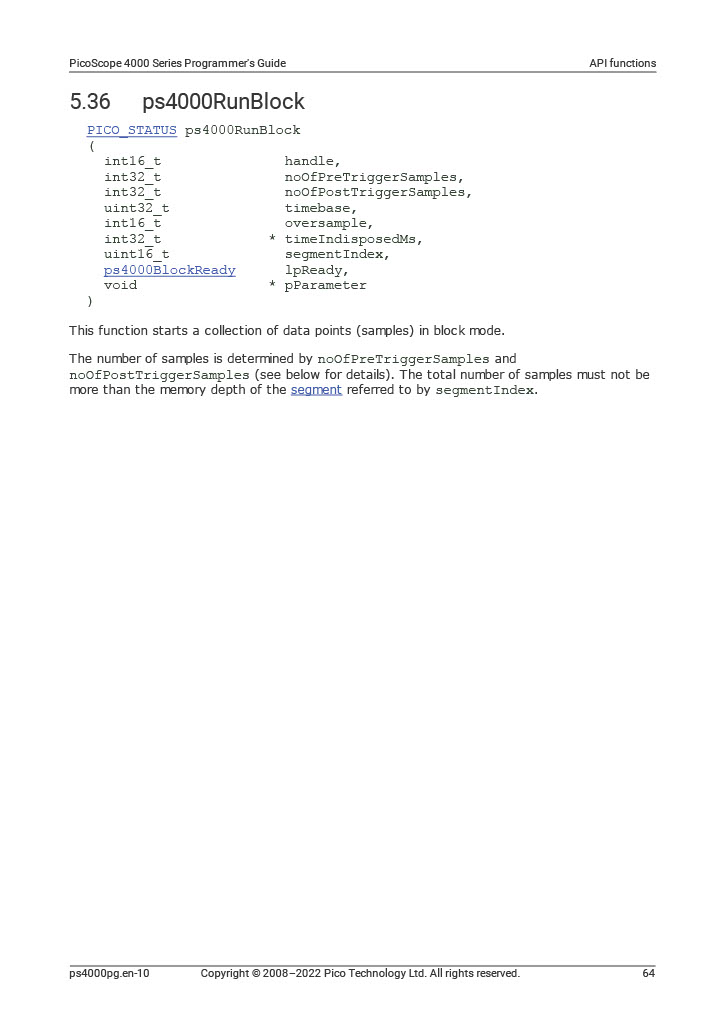 PicoScope 4000 Series Programmer's Guide API functions
5.36 ps4000RunBlock
PICO_STATUS ps4000RunBlock
(
int16_t handle,
int32_t noOfPreTriggerSamples,
int32_t noOfPostTriggerSamples,
uint32_t timebase,
int16_t oversample,
int32_t * timeIndisposedMs,
uint16_t segmentIndex,
ps4000BlockReady lpReady,
void * pParameter
)
This function starts a collection of data points (samples) in block mode.
The number of samples is determined by noOfPreTriggerSamples and
noOfPostTriggerSamples (see below for details). The total number of samples must not be
more than the memory depth of the segment referred to by segmentIndex.
ps4000pg.en-10 Copyright © 2008–2022 Pico Technology Ltd. All rights reserved. 64